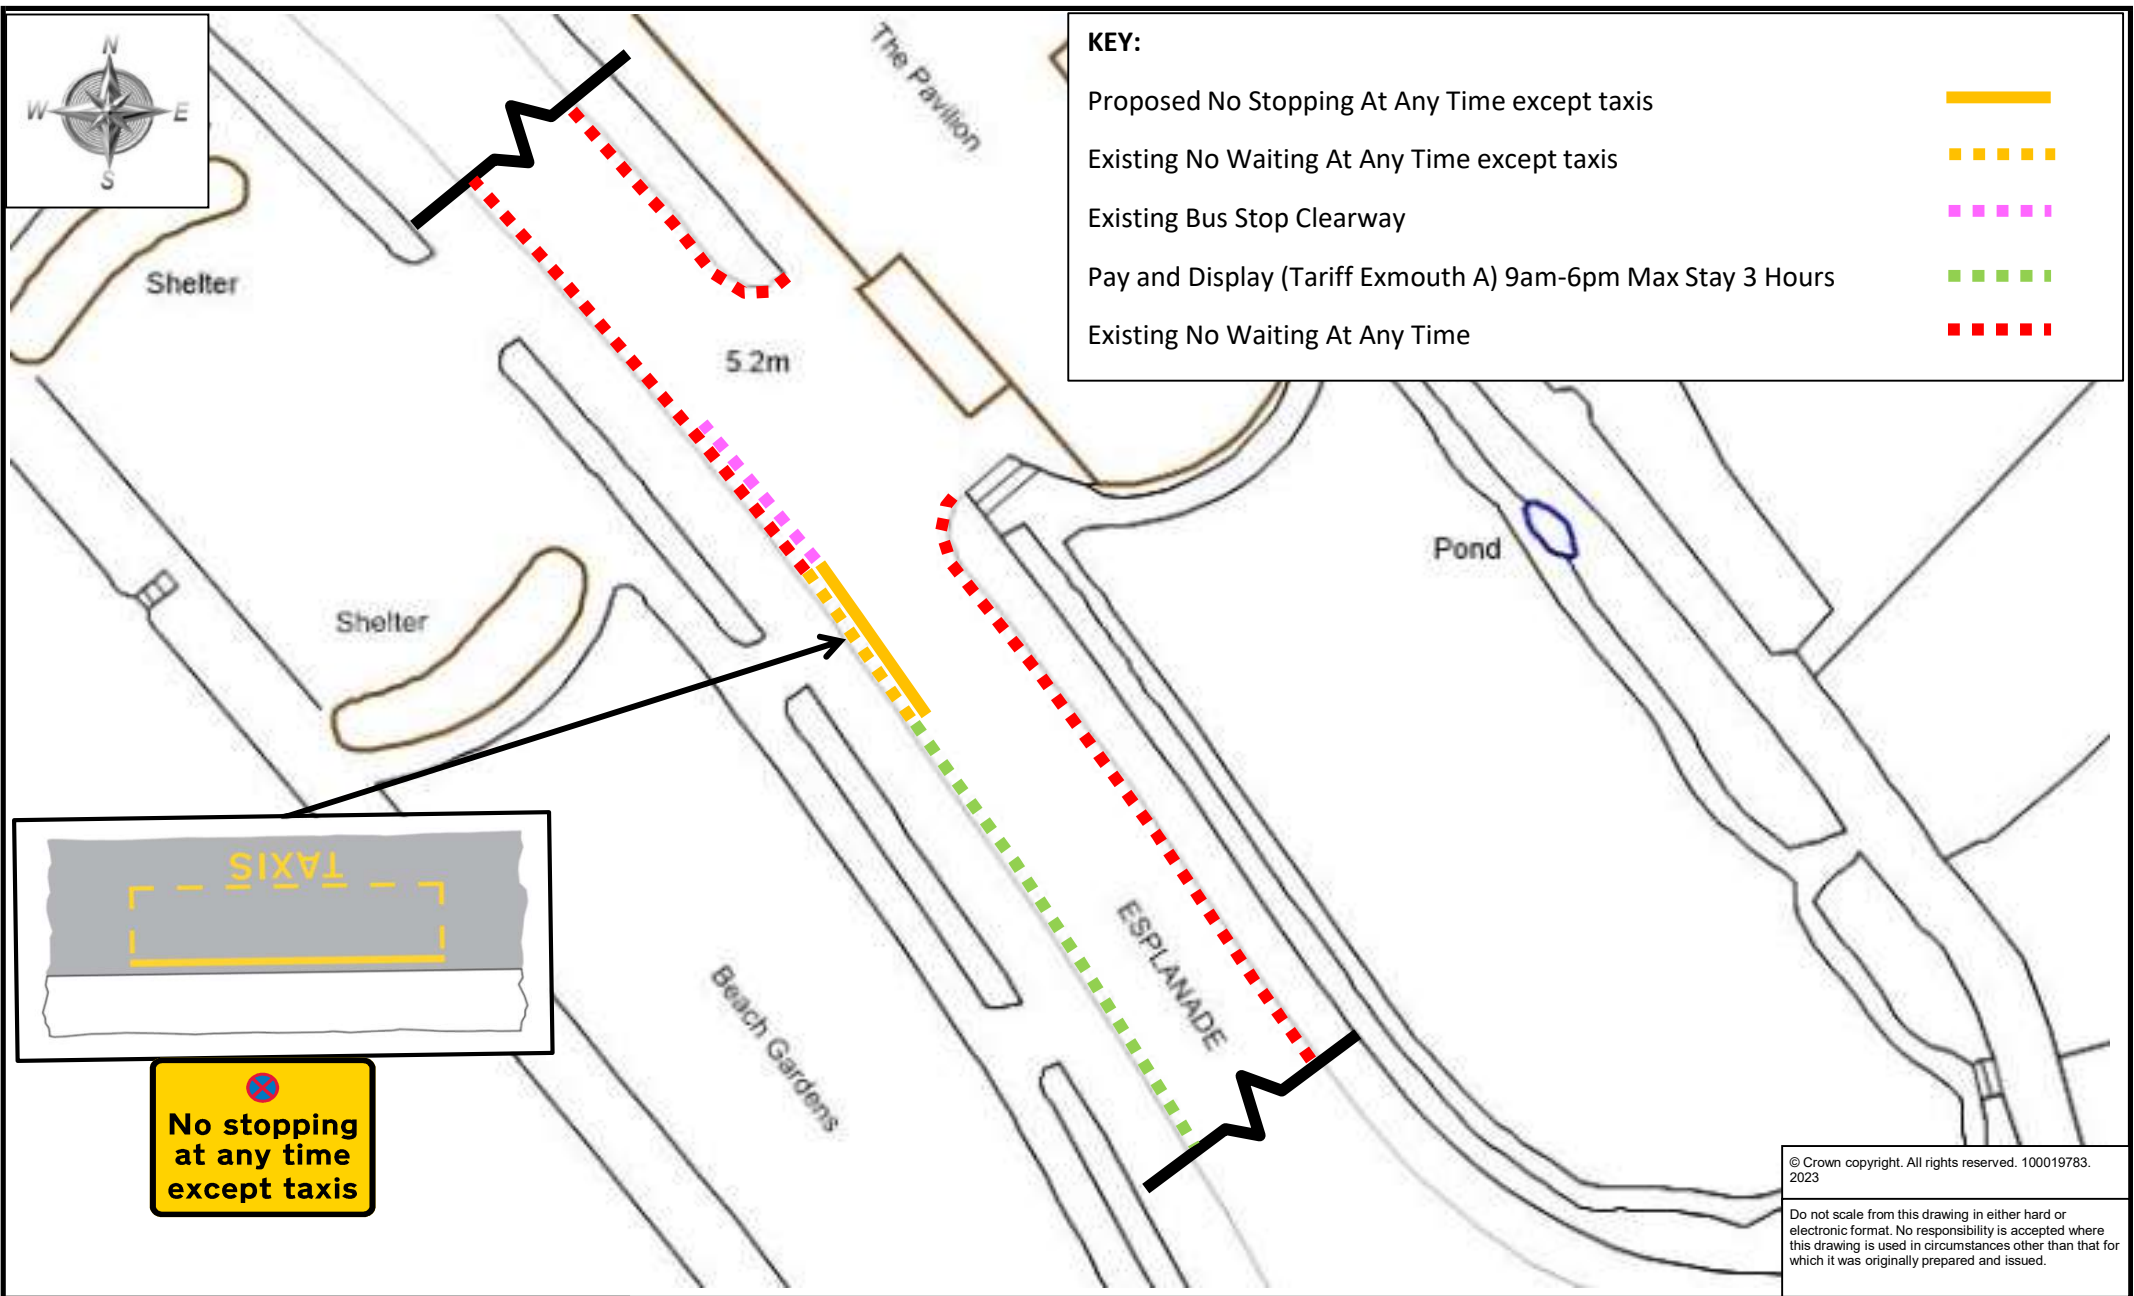 N
W
E
S
The Pavilion
KEY:
Proposed No Stopping At Any Time except taxis
Existing No Waiting At Any Time except taxis
Existing Bus Stop Clearway
Pay and Display (Tariff Exmouth A) 9am-6pm Max Stay 3 Hours
Existing No Waiting At Any Time
Shelter
5.2m
Pond
Shelter
TAXIS
ESPLANADE
Beach Gardens
No stopping
at any time
except taxis
© Crown copyright. All rights reserved. 100019783.
2023
Do not scale from this drawing in either hard or
electronic format. No responsibility is accepted where
this drawing is used in circumstances other than that for
which it was originally prepared and issued.